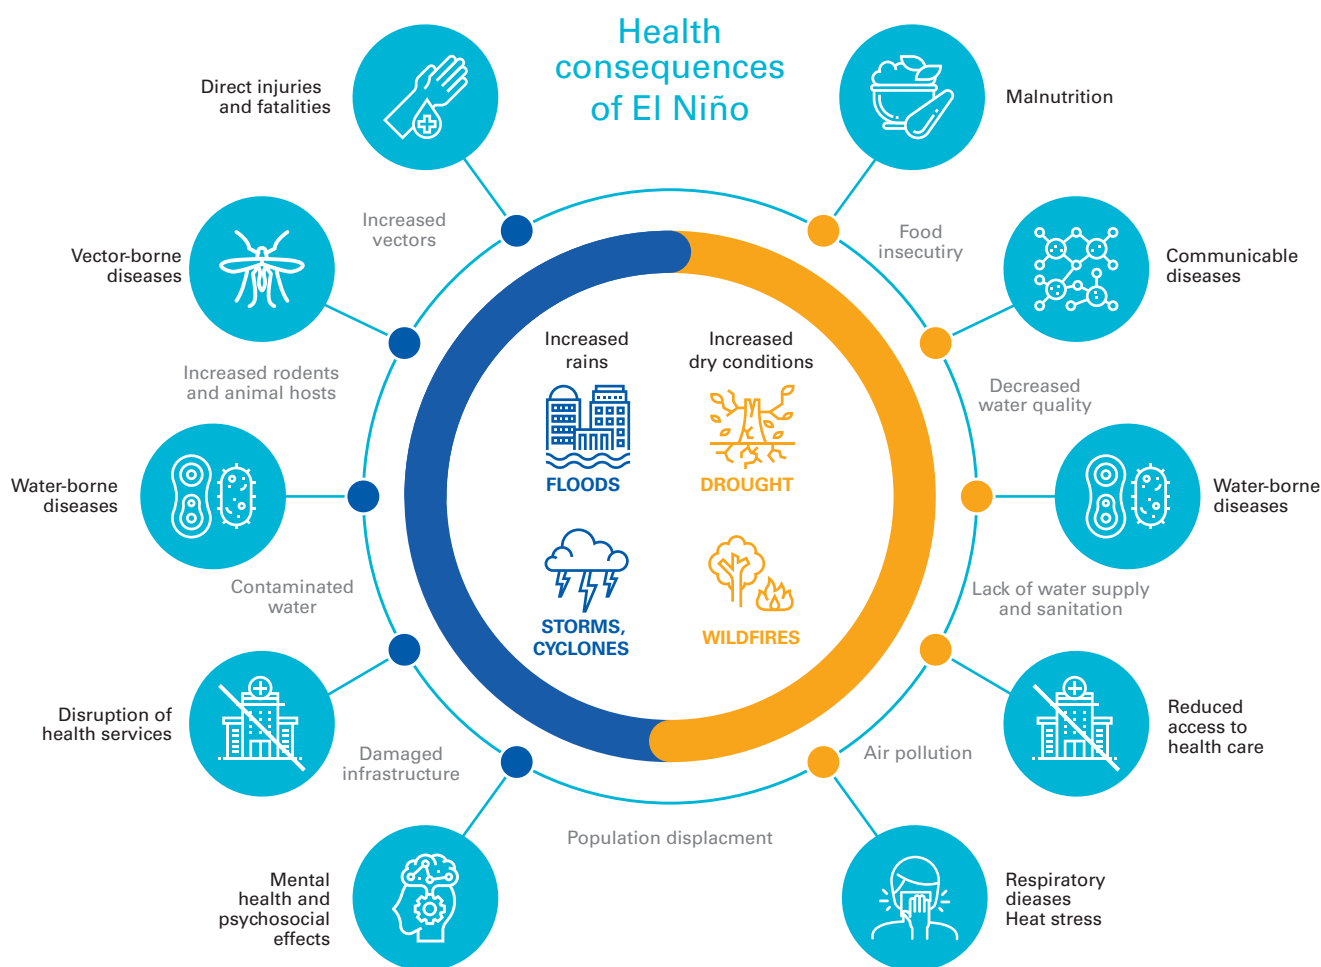 Health
consequences
of El Niño
Direct injuries
and fatalities
Malnutrition
Increased
vectors
Food
insecutiry
Vector-borne
diseases
Communicable
diseases
Increased
rains
Increased
dry conditions
Increased rodents
and animal hosts
Decreased
water quality
FLOODS
DROUGHT
Water-borne
diseases
Water-borne
diseases
Contaminated
water
Lack of water supply
and sanitation
STORMS,
CYCLONES
WILDFIRES
Disruption of
health services
Reduced
access to
health care
Damaged
infrastructure
Air pollution
Population displacment
Mental
health and
psychosocial
effects
Respiratory
dieases
Heat stress